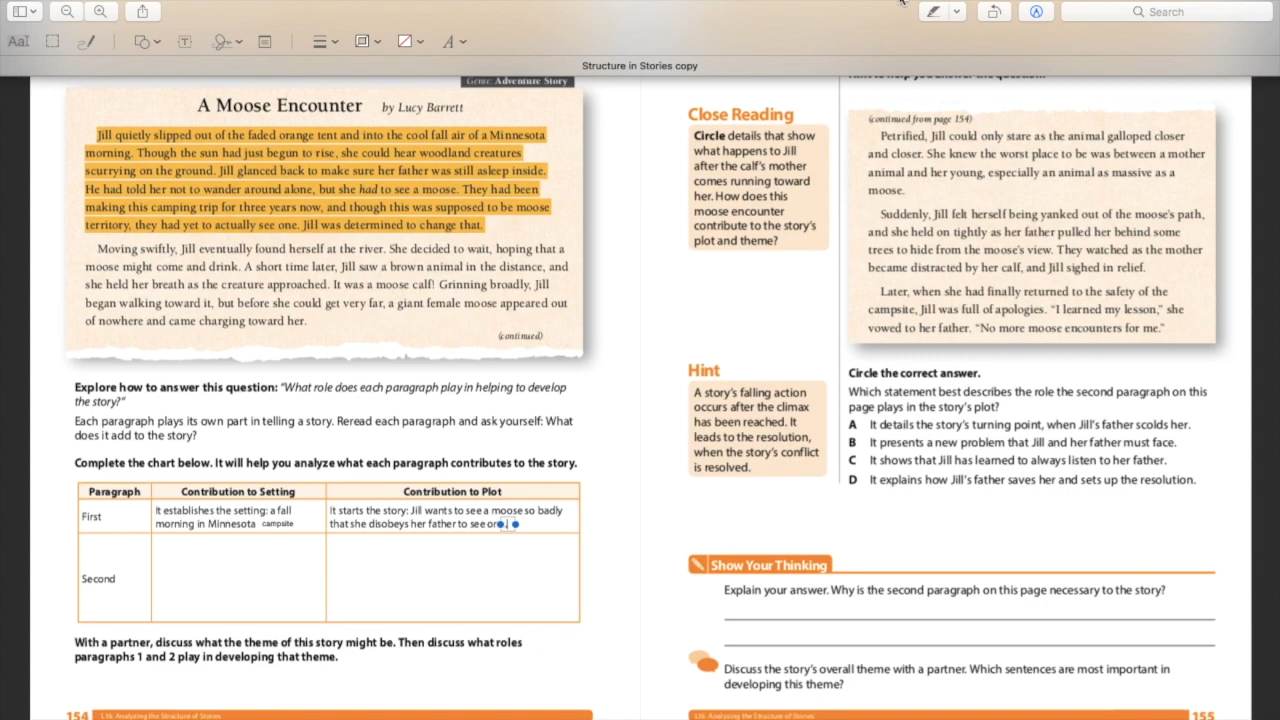 Search
AaI
Structure in Stories copy
Genre: Adventure Story
A Moose Encounter by Lucy Barrett
Jill quietly slipped out of the faded orange tent and into the cool fall air of a Minnesota
morning. Though the sun had just begun to rise, she could hear woodland creatures
scurrying on the ground. Jill glanced back to make sure her father was still asleep inside.
He had told her not to wander around alone, but she had to see a moose. They had been
making this camping trip for three years now, and though this was supposed to be moose
territory, they had yet to actually see one. Jill was determined to change that.
Moving swiftly, Jill eventually found herself at the river. She decided to wait, hoping that a
moose might come and drink. A short time later, Jill saw a brown animal in the distance, and
she held her breath as the creature approached. It was a moose calf! Grinning broadly, Jill
began walking toward it, but before she could get very far, a giant female moose appeared out
of nowhere and came charging toward her.
(continued)
Explore how to answer this question: "What role does each paragraph play in helping to develop
the story?"
Each paragraph plays its own part in telling a story. Reread each paragraph and ask yourself: What
does it add to the story?
Complete the chart below. It will help you analyze what each paragraph contributes to the story.
Paragraph Contribution to Setting Contribution to Plot
First
It establishes the setting: a fall
morning in Minnesota campsite
It starts the story: Jill wants to see a moose so badly
that she disobeys her father to see
Second
With a partner, discuss what the theme of this story might be. Then discuss what roles
paragraphs 1 and 2 play in developing that theme.
154 L16: Analyzing the Structure of Stories
Close Reading
Circle details that show
what happens to Jill
after the calf's mother
comes running toward
her. How does this
moose encounter
contribute to the story's
plot and theme?
(continued from page 154)
Petrified, Jill could only stare as the animal galloped closer
and closer. She knew the worst place to be was between a mother
animal and her young, especially an animal as massive as a
moose.
Suddenly, Jill felt herself being yanked out of the moose's path,
and she held on tightly as her father pulled her behind some
trees to hide from the moose's view. They watched as the mother
became distracted by her calf, and Jill sighed in relief.
Later, when she had finally returned to the safety of the
campsite, Jill was full of apologies. "I learned my lesson," she
vowed to her father. "No more moose encounters for me."
Hint
A story's falling action
occurs after the climax
has been reached. It
leads to the resolution,
when the story's conflict
is resolved.
Circle the correct answer.
Which statement best describes the role the second paragraph on this
page plays in the story's plot?
A It details the story's turning point, when Jill's father scolds her.
B It presents a new problem that Jill and her father must face.
C It shows that Jill has learned to always listen to her father.
D It explains how Jill's father saves her and sets up the resolution.
Show Your Thinking
Explain your answer. Why is the second paragraph on this page necessary to the story?
Discuss the story's overall theme with a partner. Which sentences are most important in
developing this theme?
L16: Analyzing the Structure of Stories 155